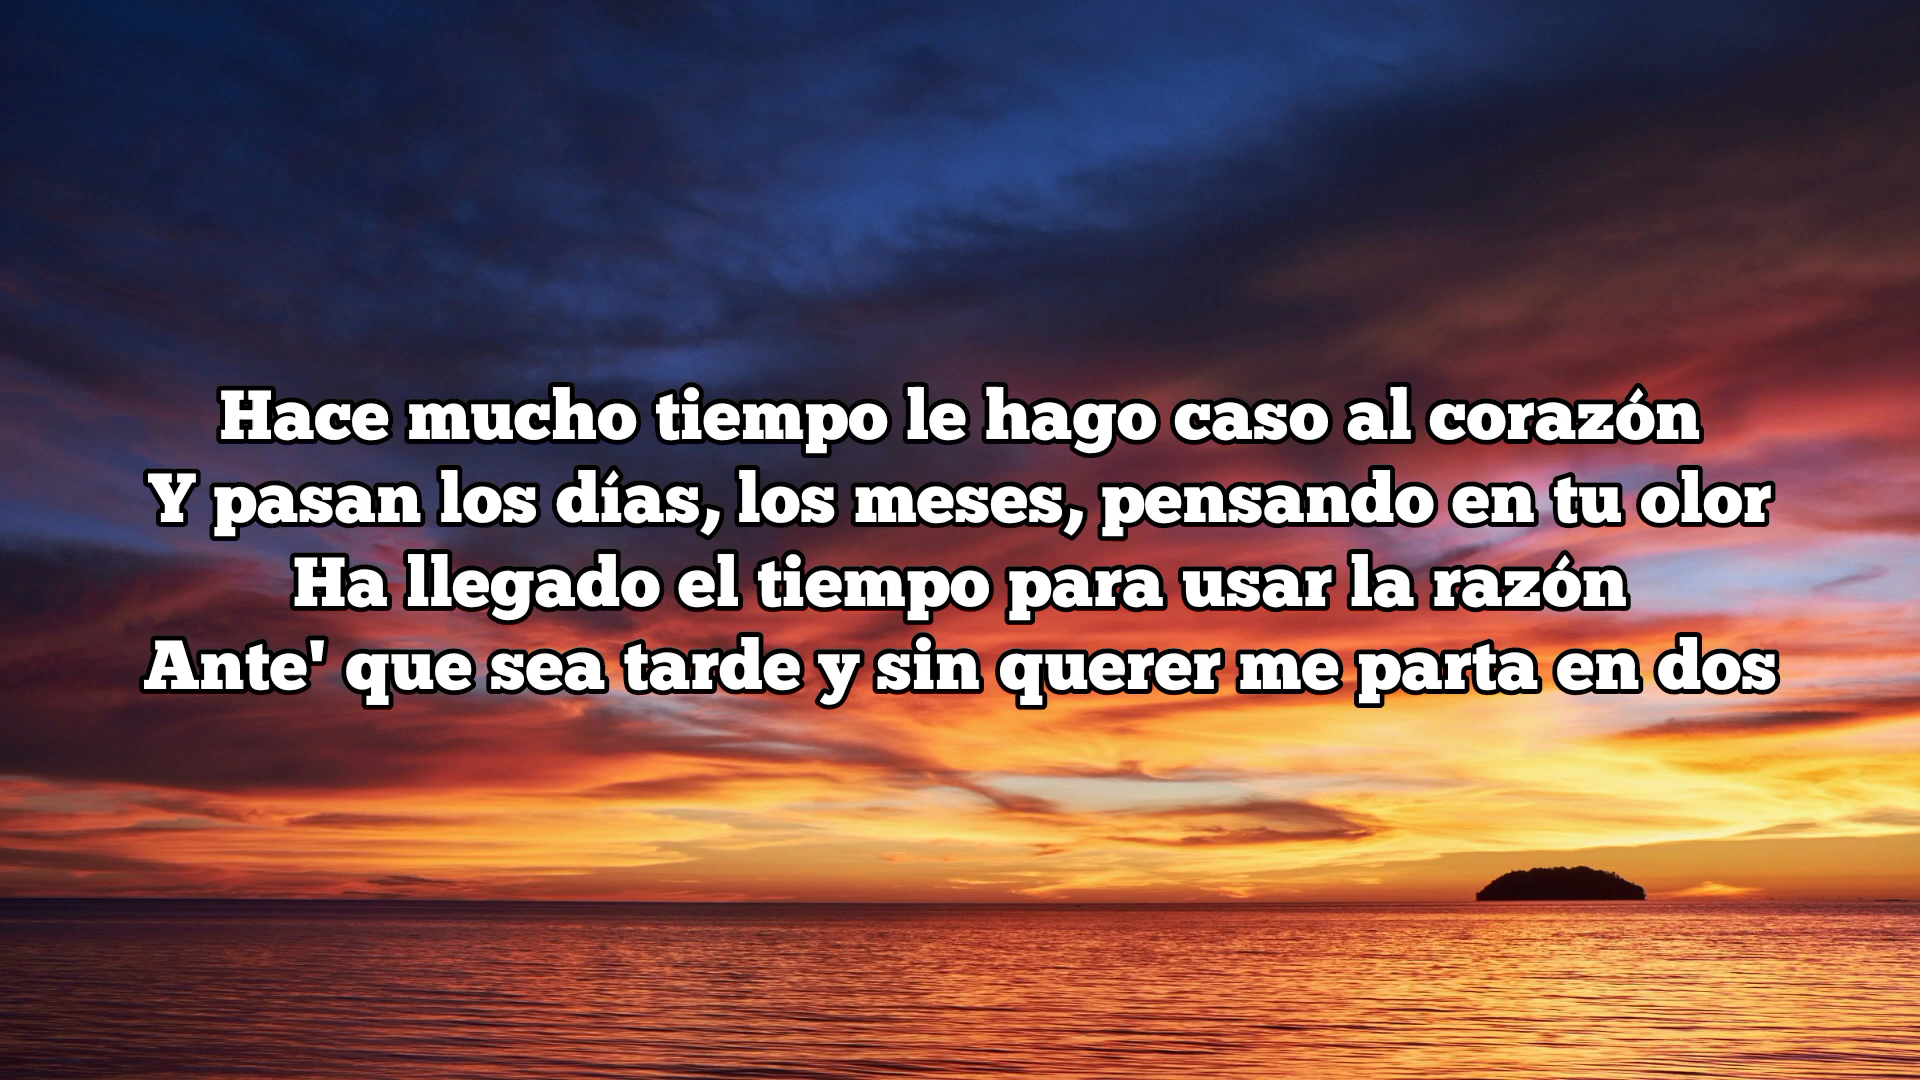 Hace mucho tiempo le hago caso al corazón
Y pasan los días, los meses, pensando en tu olor
Ha llegado el tiempo para usar la razón
Ante' que sea tarde y sin querer me parta en dos